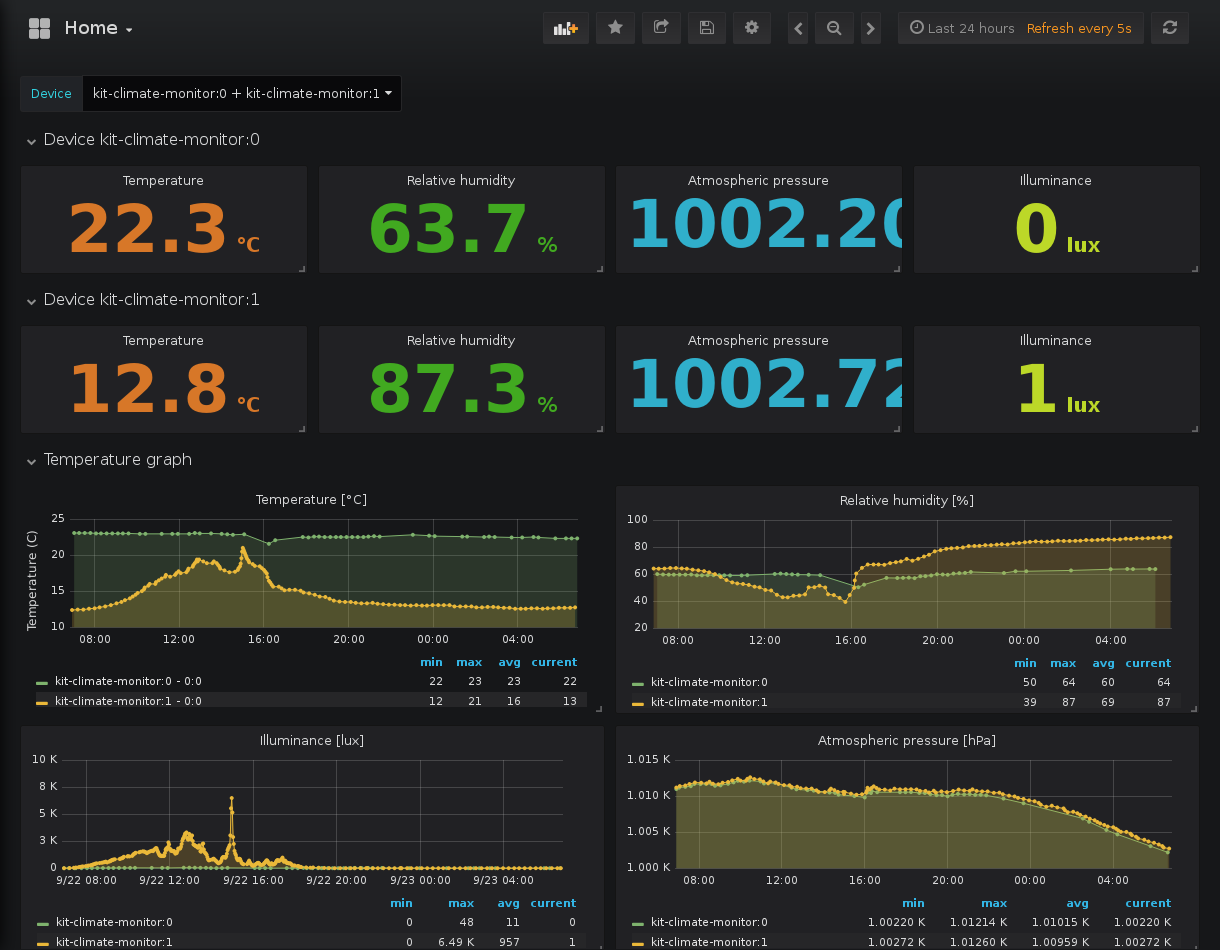 Home
Last 24 hours Refresh every 5s
Device kit-climate-monitor:0 + kit-climate-monitor:1
Device kit-climate-monitor:0
Temperature Relative humidity Atmospheric pressure Illuminance
22.3 °C 63.7 % 1002.20 0 lux
Device kit-climate-monitor:1
Temperature Relative humidity Atmospheric pressure Illuminance
12.8 °C 87.3 % 1002.72 1 lux
Temperature graph
Temperature [°C]
Temperature (C)
25
20
15
10
08:00 12:00 16:00 20:00 00:00 04:00
min max avg current
kit-climate-monitor:0 - 0:0 22 23 23 22
kit-climate-monitor:1 - 0:0 12 21 16 13
Relative humidity [%]
100
80
60
40
20
08:00 12:00 16:00 20:00 00:00 04:00
min max avg current
kit-climate-monitor:0 50 64 60 64
kit-climate-monitor:1 39 87 69 87
Illuminance [lux]
10 K
8 K
5 K
3 K
0
9/22 08:00 9/22 12:00 9/22 16:00 9/22 20:00 9/23 00:00 9/23 04:00
min max avg current
kit-climate-monitor:0 0 48 11 0
kit-climate-monitor:1 0 6.49 K 957 1
Atmospheric pressure [hPa]
1.015 K
1.010 K
1.005 K
1.000 K
08:00 12:00 16:00 20:00 00:00 04:00
min max avg current
kit-climate-monitor:0 1.00220 K 1.01214 K 1.01015 K 1.00220 K
kit-climate-monitor:1 1.00272 K 1.01260 K 1.00959 K 1.00272 K